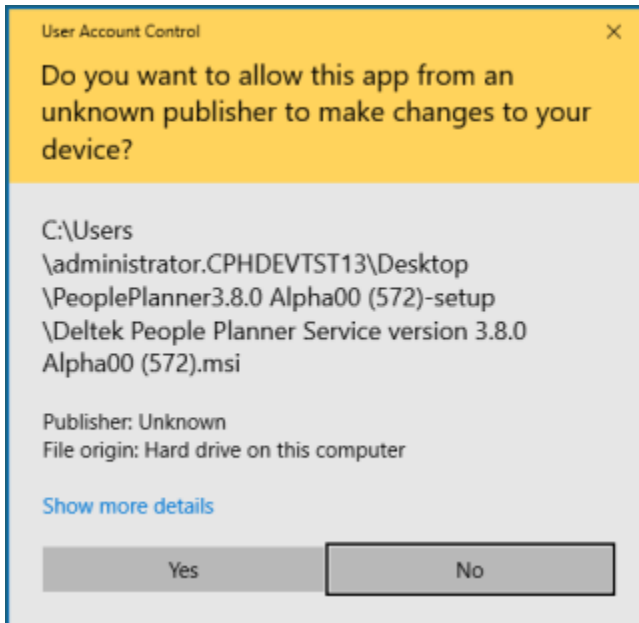 User Account Control
Do you want to allow this app from an
unknown publisher to make changes to your
device?
C:\Users
\administrator.CPHDEVTST13\Desktop
\PeoplePlanner3.8.0 Alpha00 (572)-setup
\Deltek People Planner Service version 3.8.0
Alpha00 (572).msi
Publisher: Unknown
File origin: Hard drive on this computer
Show more details
Yes No